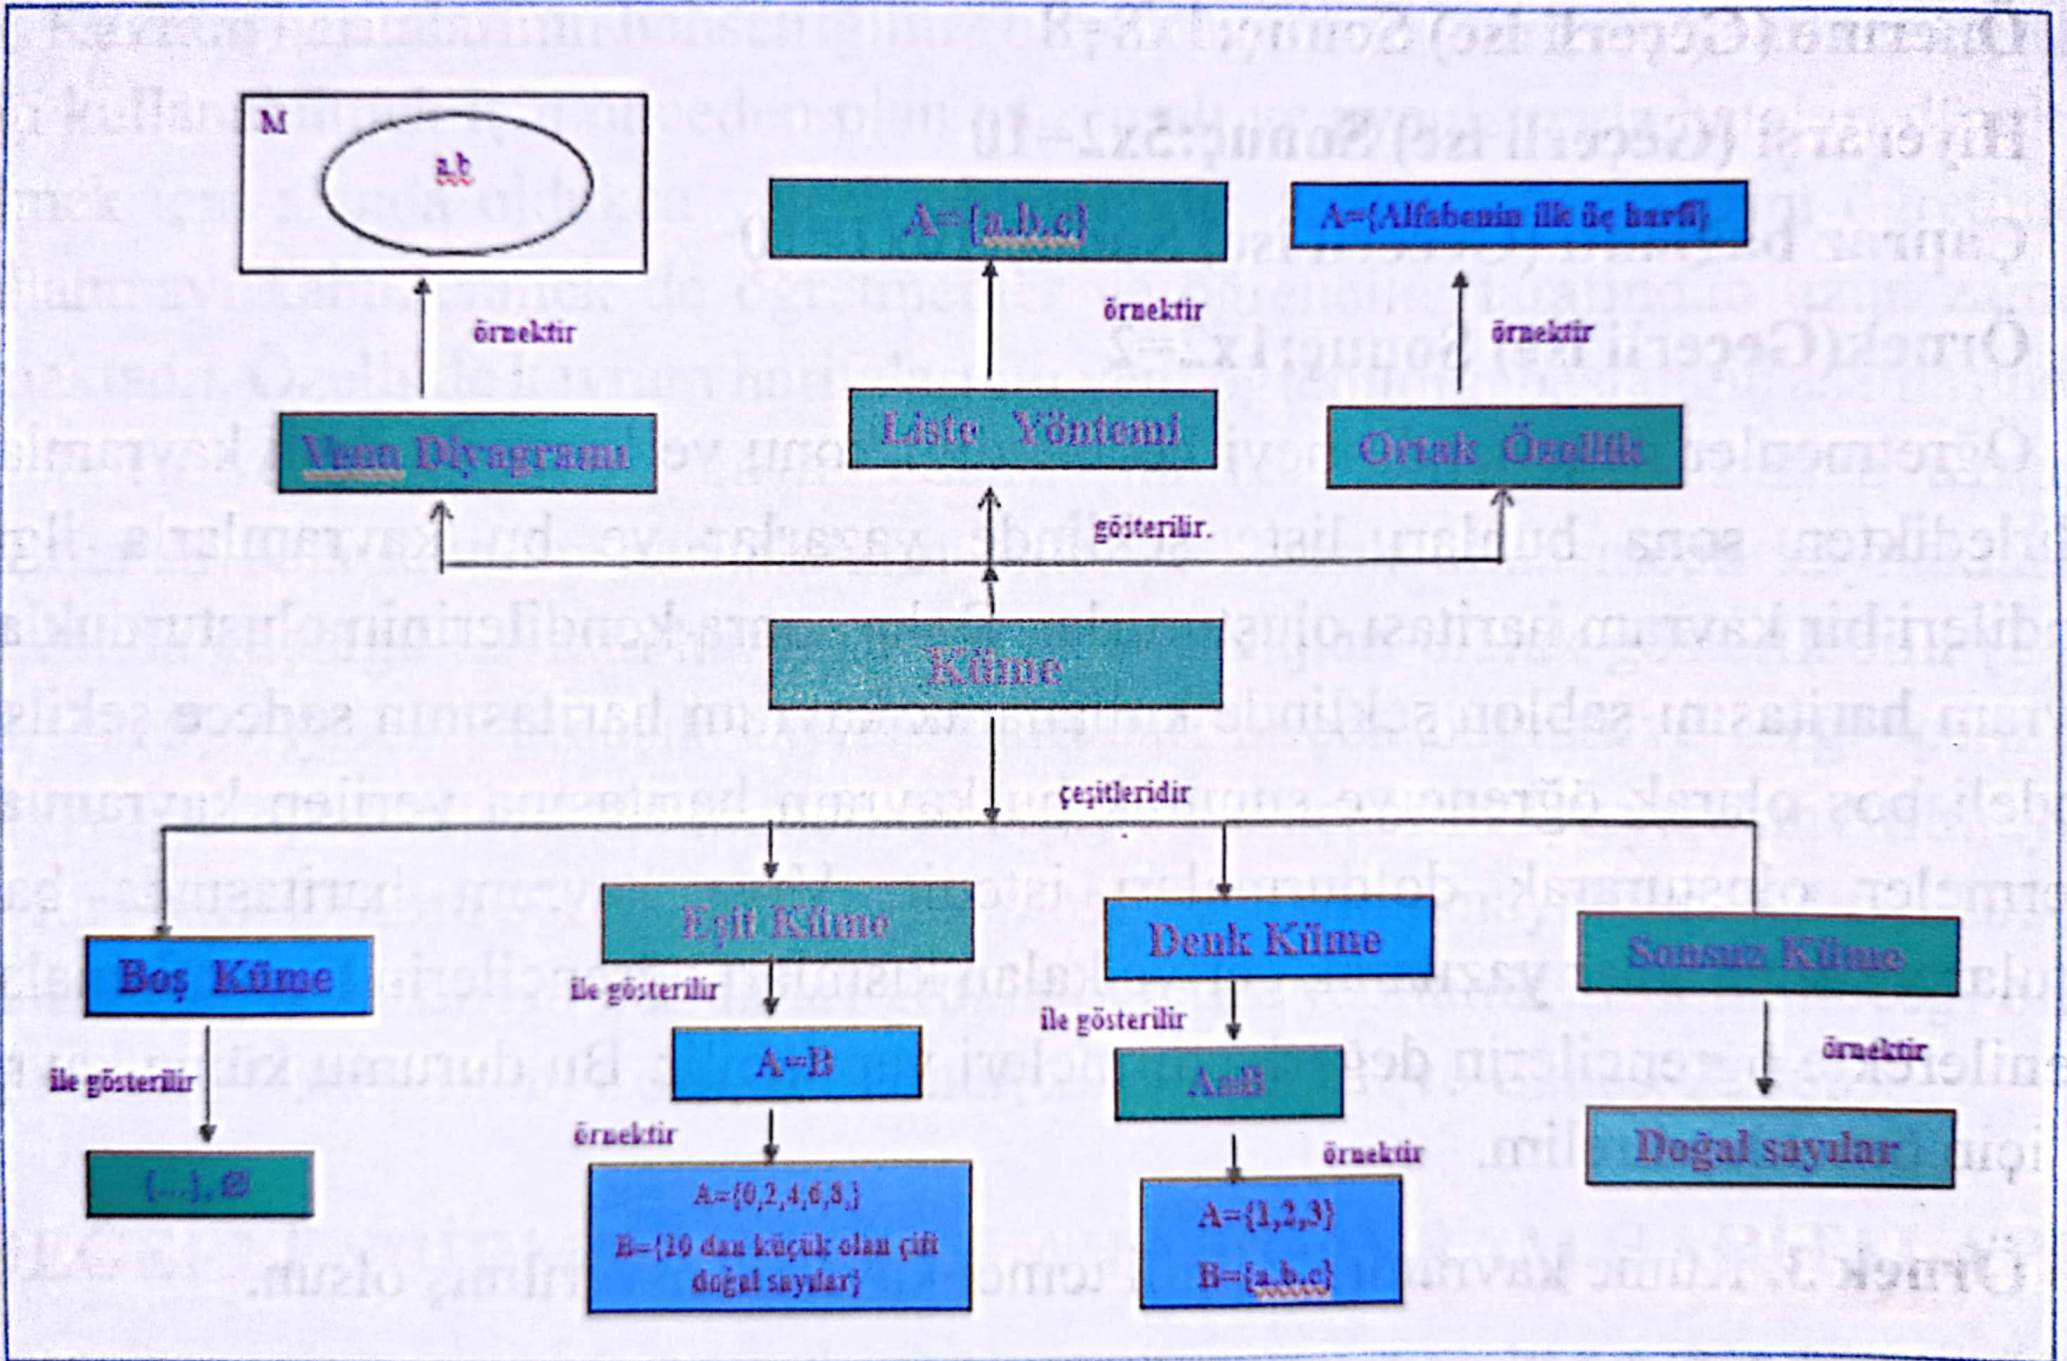 M
a,b
A={a,b,c}
A={Alfabenin ilk üç harfi}
örnektir
örnektir
örnektir
Venn Diyagramı
Liste Yöntemi
Ortak Özellik
gösterilir.
Küme
çeşitleridir
Boş Küme
Eşit Küme
Denk Küme
Sonsuz Küme
ile gösterilir
ile gösterilir
ile gösterilir
örnektir
{...}, ∅
A=B
Doğal sayılar
örnektir
örnektir
A={0,2,4,6,8,}
B={10 dan küçük olan çift
doğal sayılar}
A={1,2,3}
B={a,b,c}